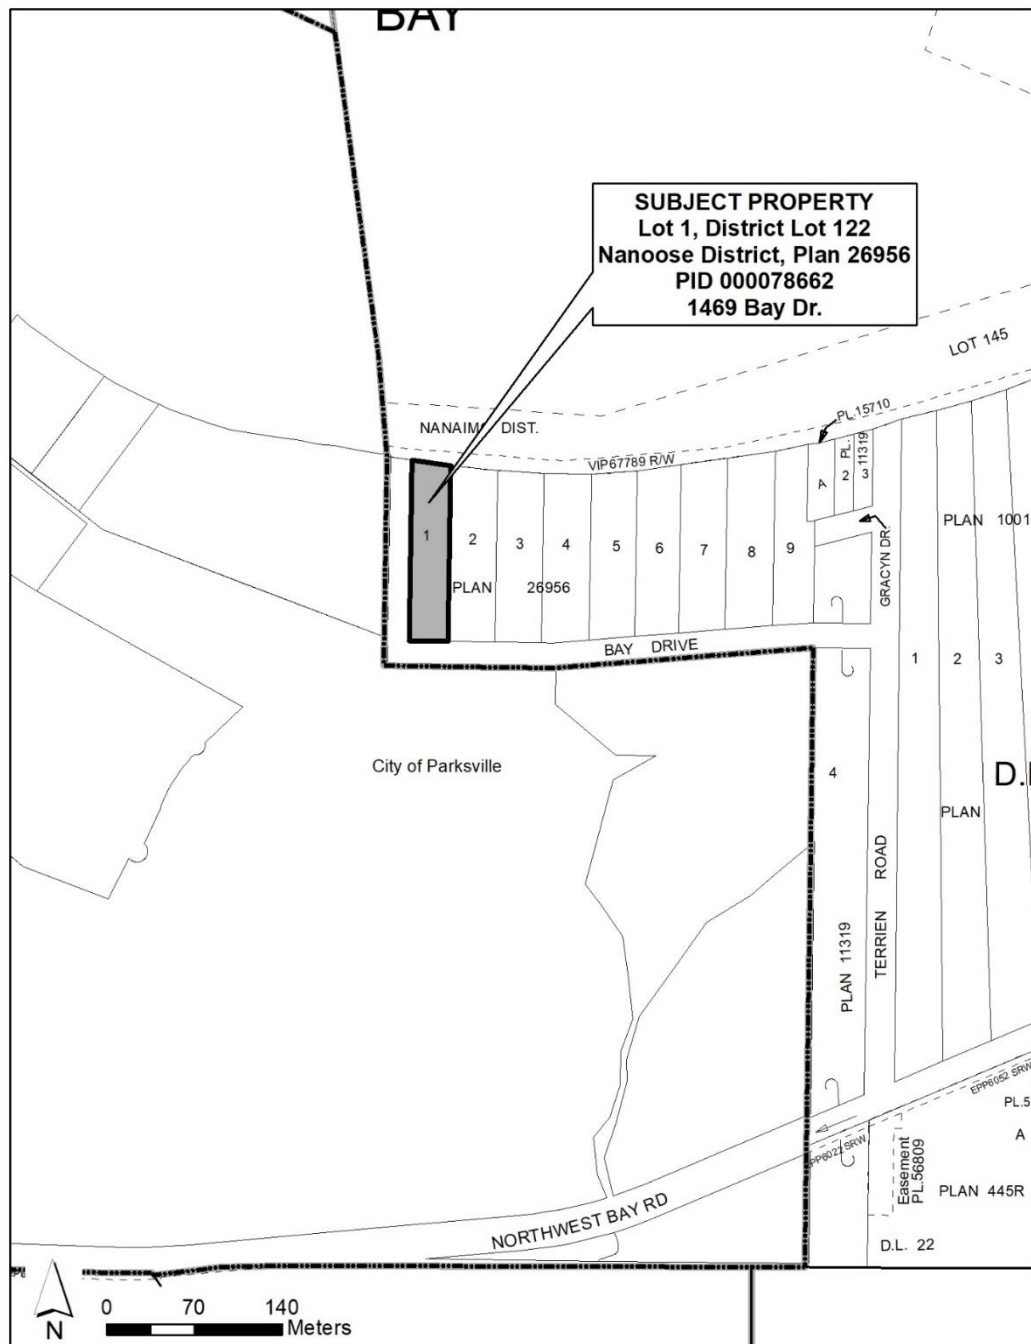 BAY
SUBJECT PROPERTY
Lot 1, District Lot 122
Nanoose District, Plan 26956
PID 000078662
1469 Bay Dr.
LOT 145
PL.15710
NANAIM DIST.
VIP67789 R/W
PL.
11319
A
2
3
1
2
3
4
5
6
7
8
9
PLAN 26956
PLAN 1001
GRACYN DR.
BAY DRIVE
1
2
3
City of Parksville
4
D.
PLAN
PLAN 11319
TERRIEN ROAD
EPP6052 SRW
PL.5
A
PP6022 SRW
Easement
PL.56809
PLAN 445R
NORTHWEST BAY RD
D.L. 22
N
0 70 140
Meters